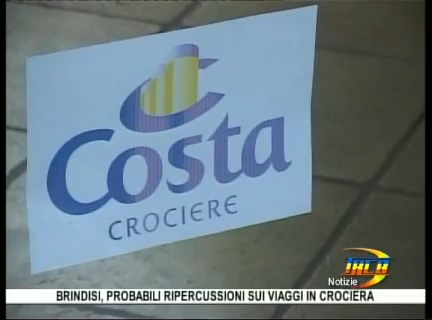 Costa
CROCIERE
Notizie
BRINDISI, PROBABILI RIPERCUSSIONI SUI VIAGGI IN CROCIERA